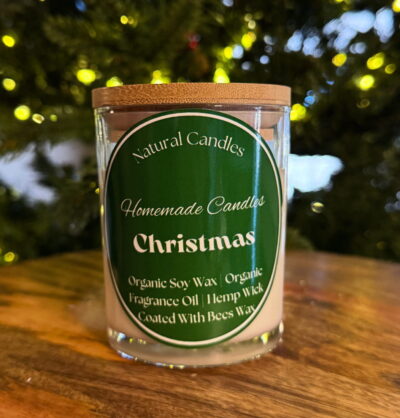 Natural Candles
Homemade Candles
Christmas
Organic Soy Wax | Organic
Fragrance Oil | Hemp Wick
Coated With Bees Wax